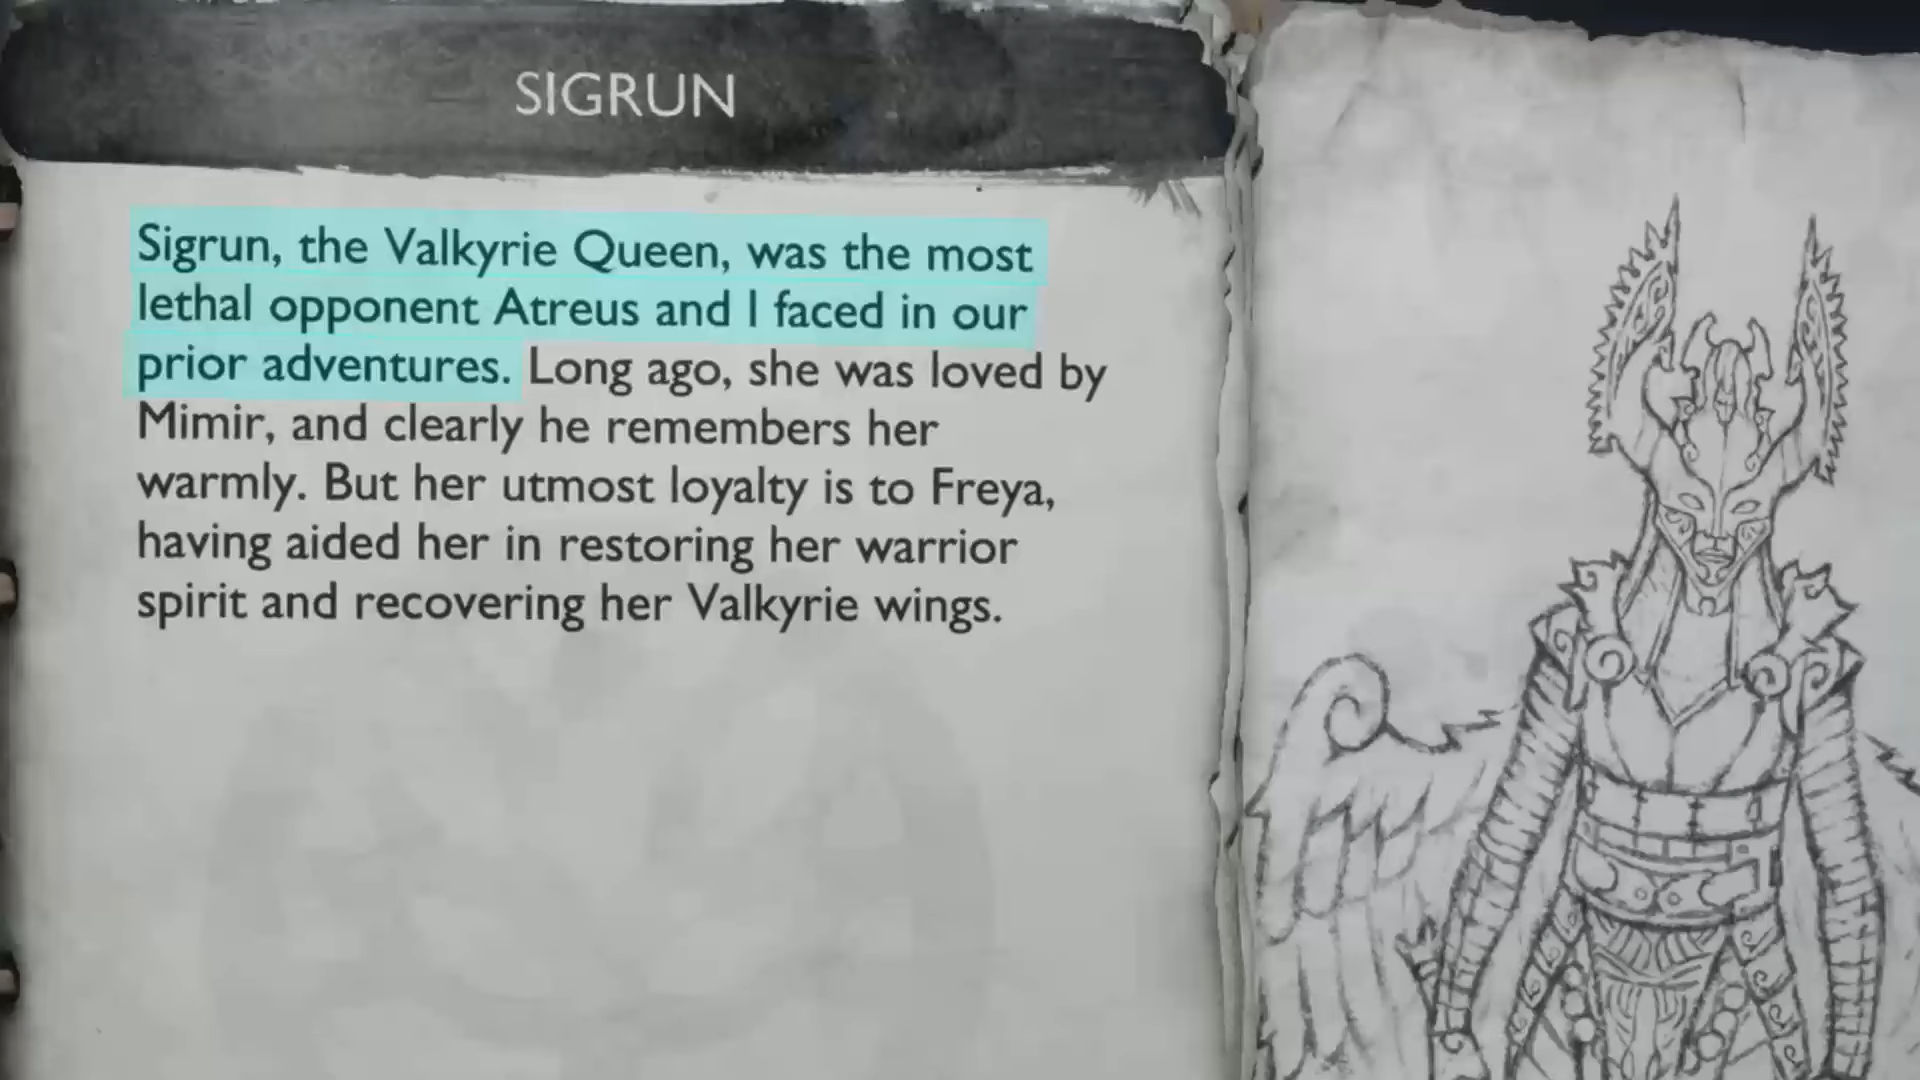 SIGRUN
Sigrun, the Valkyrie Queen, was the most
lethal opponent Atreus and I faced in our
prior adventures. Long ago, she was loved by
Mimir, and clearly he remembers her
warmly. But her utmost loyalty is to Freya,
having aided her in restoring her warrior
spirit and recovering her Valkyrie wings.